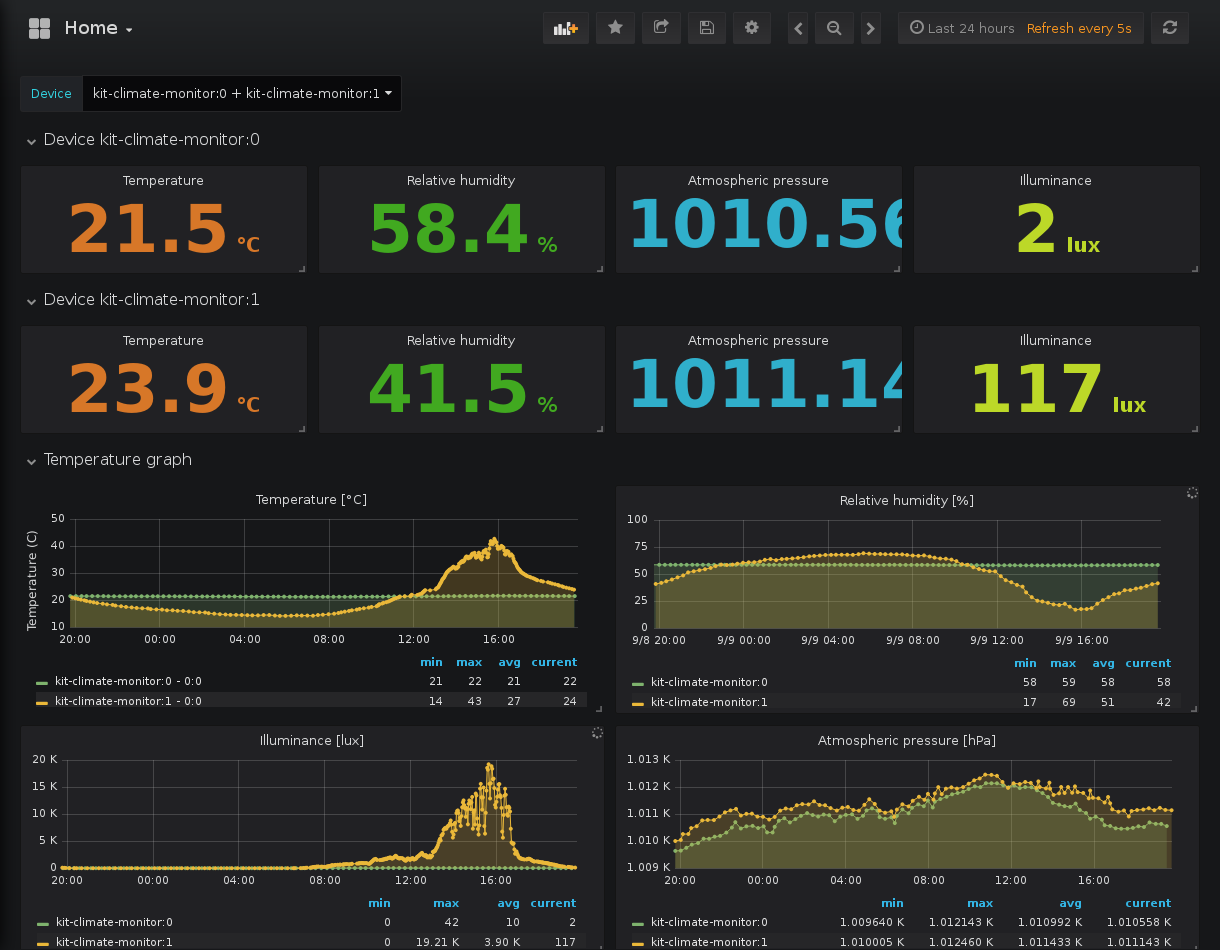 Home
Last 24 hours Refresh every 5s
Device kit-climate-monitor:0 + kit-climate-monitor:1
Device kit-climate-monitor:0
Temperature Relative humidity Atmospheric pressure Illuminance
21.5 °C 58.4 % 1010.56 2 lux
Device kit-climate-monitor:1
Temperature Relative humidity Atmospheric pressure Illuminance
23.9 °C 41.5 % 1011.14 117 lux
Temperature graph
Temperature [°C]
Temperature (C)
50
40
30
20
10
20:00 00:00 04:00 08:00 12:00 16:00
min max avg current
kit-climate-monitor:0 - 0:0 21 22 21 22
kit-climate-monitor:1 - 0:0 14 43 27 24
Relative humidity [%]
100
75
50
25
0
9/8 20:00 9/9 00:00 9/9 04:00 9/9 08:00 9/9 12:00 9/9 16:00
min max avg current
kit-climate-monitor:0 58 59 58 58
kit-climate-monitor:1 17 69 51 42
Illuminance [lux]
20 K
15 K
10 K
5 K
0
20:00 00:00 04:00 08:00 12:00 16:00
min max avg current
kit-climate-monitor:0 0 42 10 2
kit-climate-monitor:1 0 19.21 K 3.90 K 117
Atmospheric pressure [hPa]
1.013 K
1.012 K
1.011 K
1.010 K
1.009 K
20:00 00:00 04:00 08:00 12:00 16:00
min max avg current
kit-climate-monitor:0 1.009640 K 1.012143 K 1.010992 K 1.010558 K
kit-climate-monitor:1 1.010005 K 1.012460 K 1.011433 K 1.011143 K